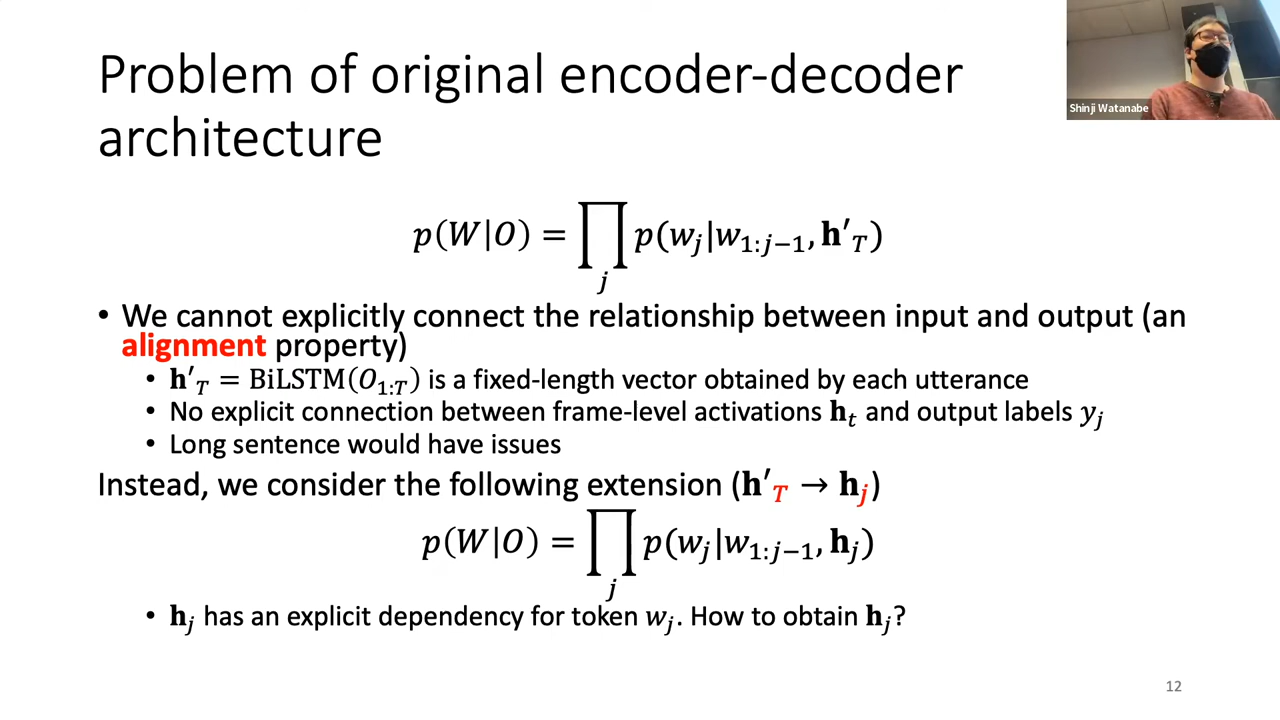 Problem of original encoder-decoder
architecture
Shinji Watanabe
p(W|O) = ∏_j p(w_j|w_{1:j−1}, 𝐡′_T)
• We cannot explicitly connect the relationship between input and output (an
alignment property)
• 𝐡′_T = BiLSTM(O_{1:T}) is a fixed-length vector obtained by each utterance
• No explicit connection between frame-level activations 𝐡_t and output labels y_j
• Long sentence would have issues
Instead, we consider the following extension (𝐡′_T → 𝐡_j)
p(W|O) = ∏_j p(w_j|w_{1:j−1}, 𝐡_j)
• 𝐡_j has an explicit dependency for token w_j. How to obtain 𝐡_j?
12